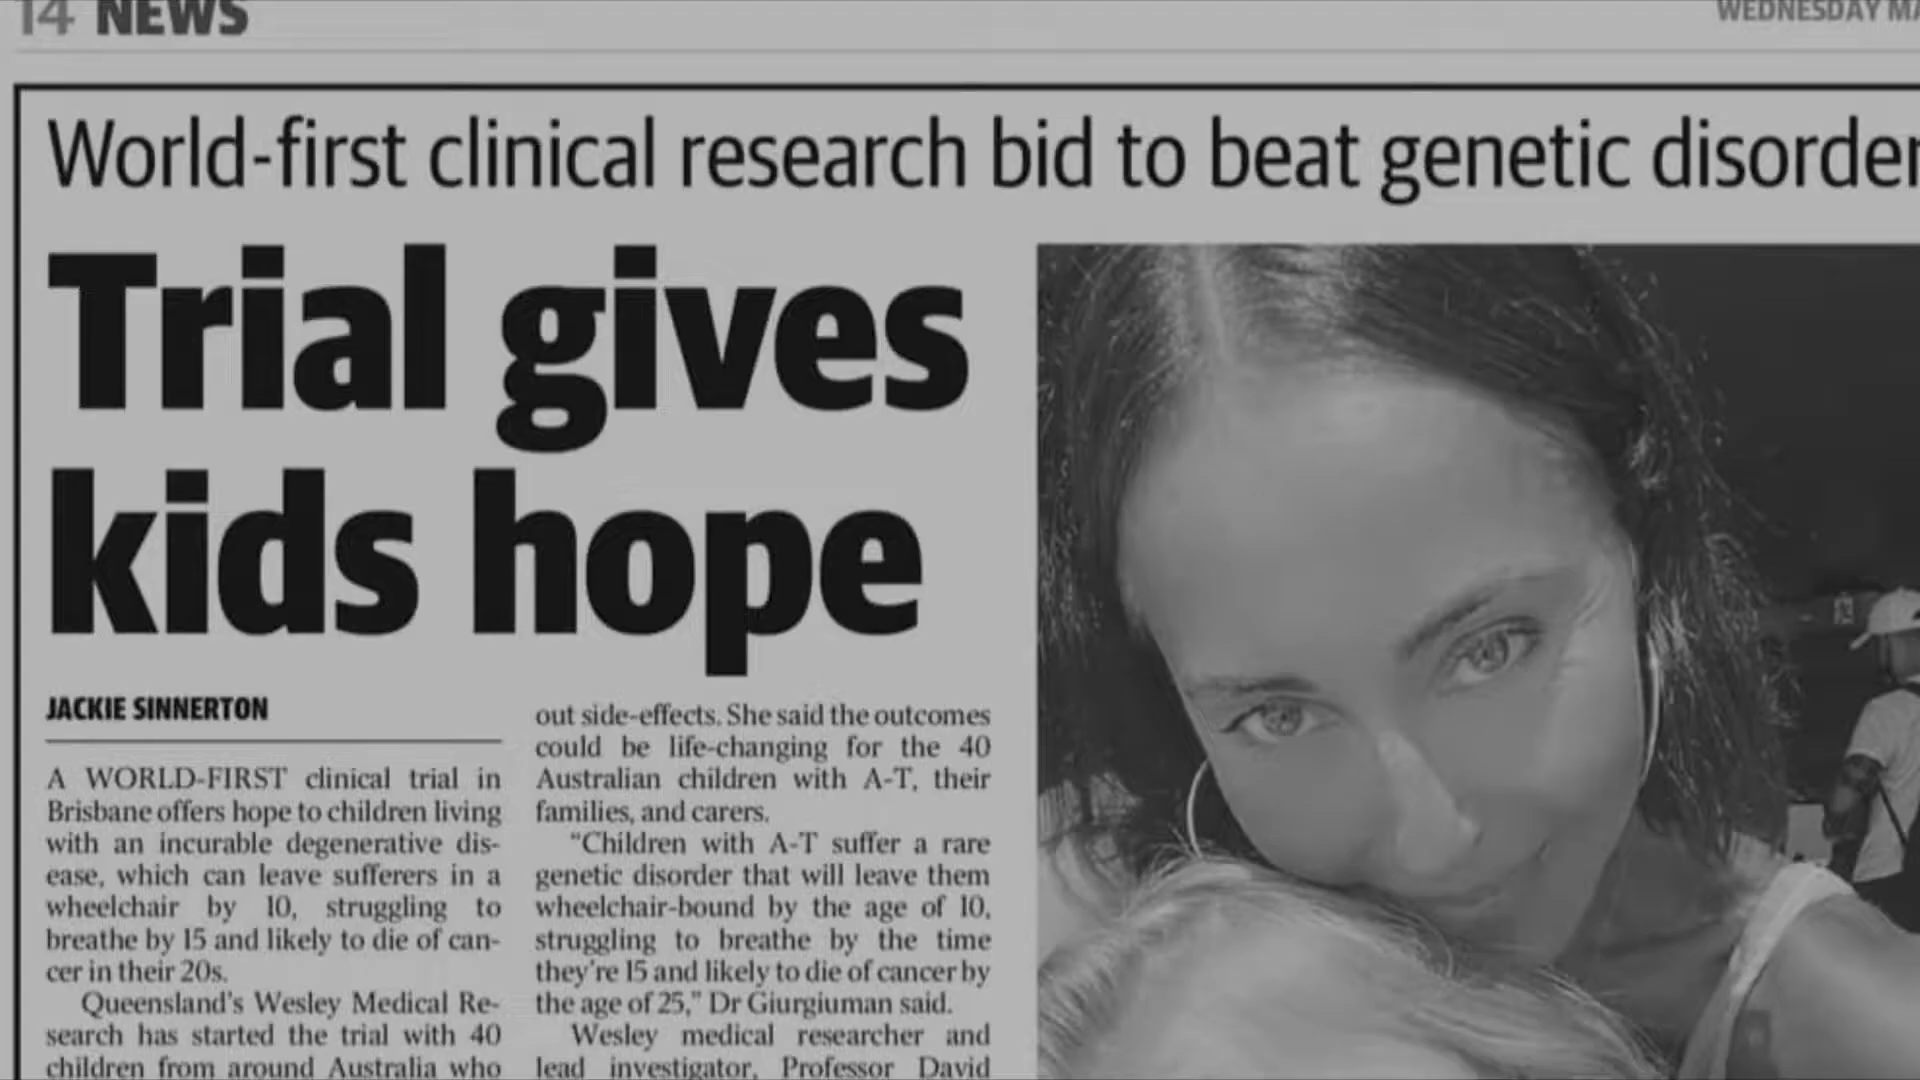 14 NEWS
WEDNESDAY MA
World-first clinical research bid to beat genetic disorder
Trial gives
kids hope
JACKIE SINNERTON
A WORLD-FIRST clinical trial in
Brisbane offers hope to children living
with an incurable degenerative dis-
ease, which can leave sufferers in a
wheelchair by 10, struggling to
breathe by 15 and likely to die of can-
cer in their 20s.
Queensland's Wesley Medical Re-
search has started the trial with 40
children from around Australia who
out side-effects. She said the outcomes
could be life-changing for the 40
Australian children with A-T, their
families, and carers.
"Children with A-T suffer a rare
genetic disorder that will leave them
wheelchair-bound by the age of 10,
struggling to breathe by the time
they're 15 and likely to die of cancer by
the age of 25," Dr Giurgiuman said.
Wesley medical researcher and
lead investigator, Professor David